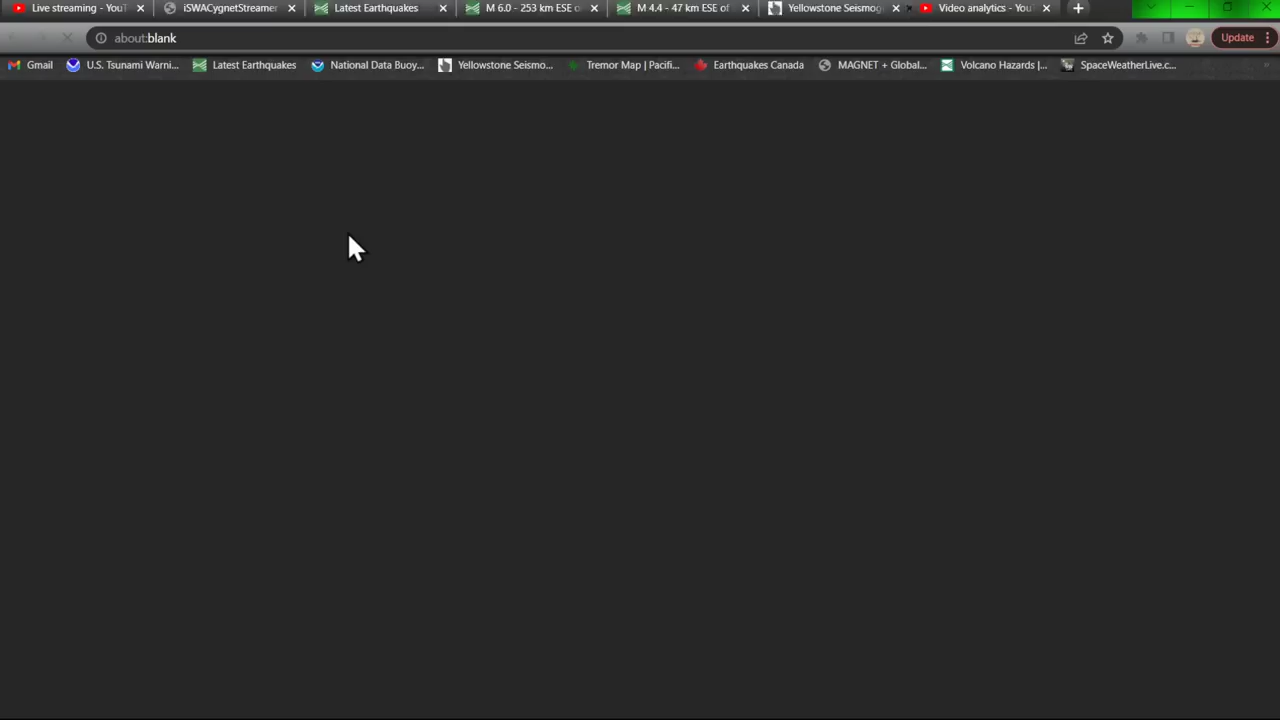 Live streaming - YouT
iSWACygnetStreamer
Latest Earthquakes
M 6.0 - 253 km ESE o
M 4.4 - 47 km ESE of
Yellowstone Seismog
Video analytics - You
about:blank
Update
Gmail
U.S. Tsunami Warni...
Latest Earthquakes
National Data Buoy...
Yellowstone Seismo...
Tremor Map | Pacifi...
Earthquakes Canada
MAGNET + Global...
Volcano Hazards |...
SpaceWeatherLive.c...